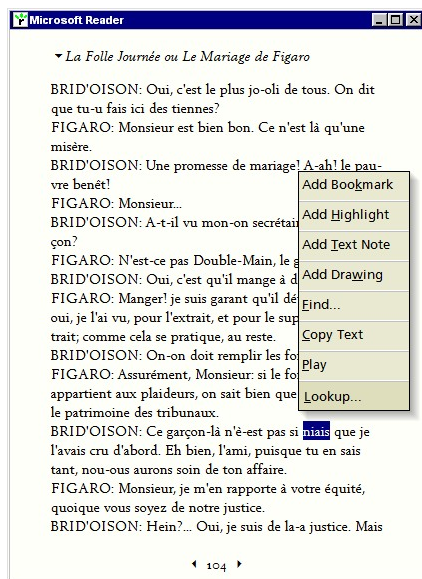 Microsoft Reader
La Folle Journée ou Le Mariage de Figaro
BRID'OISON: Oui, c'est le plus jo-oli de tous. On dit
que tu-u fais ici des tiennes?
FIGARO: Monsieur est bien bon. Ce n'est là qu'une
misère.
BRID'OISON: Une promesse de mariage! A-ah! le pau-
vre benêt!
FIGARO: Monsieur...
BRID'OISON: A-t-il vu mon-on secrétai
çon?
FIGARO: N'est-ce pas Double-Main, le g
BRID'OISON: Oui, c'est qu'il mange à d
FIGARO: Manger! je suis garant qu'il dé
oui, je l'ai vu, pour l'extrait, et pour le sup
trait; comme cela se pratique, au reste.
BRID'OISON: On-on doit remplir les fo
FIGARO: Assurément, Monsieur: si le fo
appartient aux plaideurs, on sait bien que
le patrimoine des tribunaux.
BRID'OISON: Ce garçon-là n'è-est pas si niais que je
l'avais cru d'abord. Eh bien, l'ami, puisque tu en sais
tant, nou-ous aurons soin de ton affaire.
FIGARO: Monsieur, je m'en rapporte à votre équité,
quoique vous soyez de notre justice.
BRID'OISON: Hein?... Oui, je suis de la-a justice. Mais
104
Add Bookmark
Add Highlight
Add Text Note
Add Drawing
Find...
Copy Text
Play
Lookup...